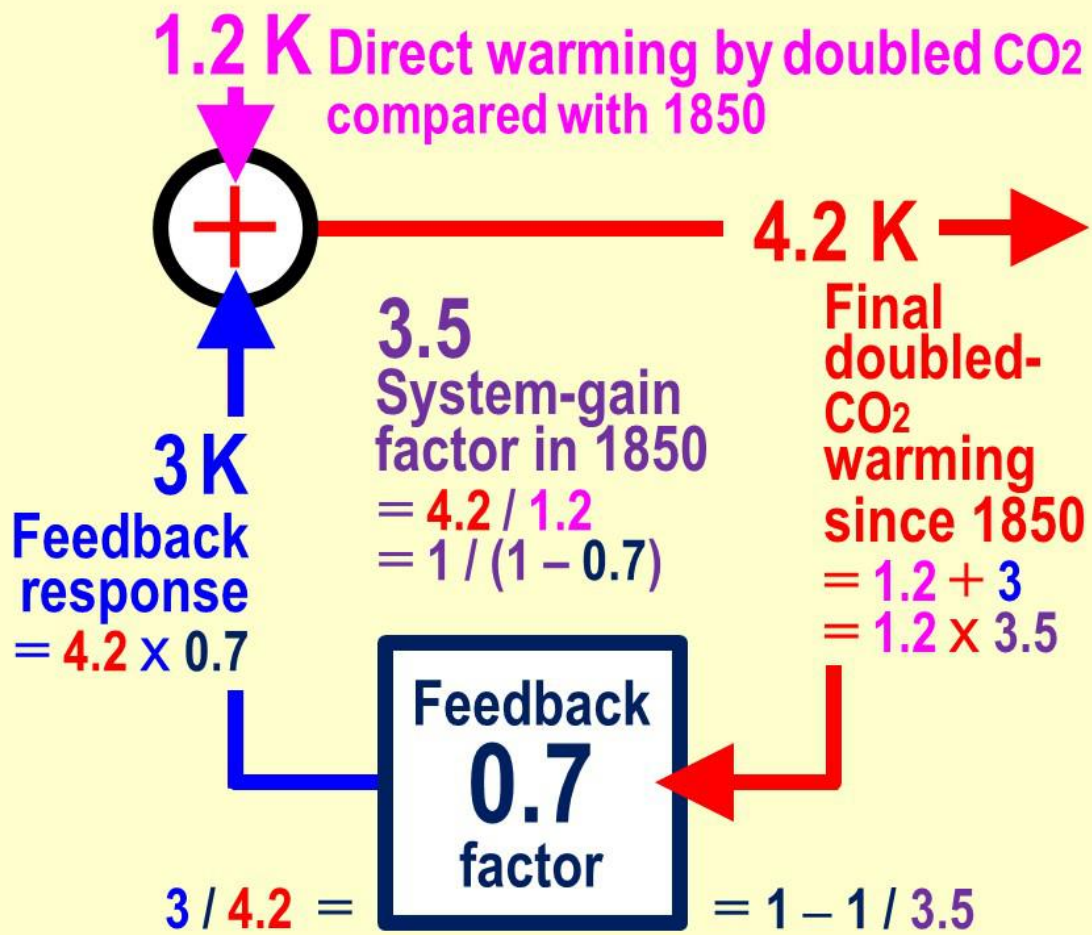 1.2 K Direct warming by doubled CO2
compared with 1850
+
4.2 K
Final
doubled-
CO2
warming
since 1850
= 1.2 + 3
= 1.2 x 3.5
3.5
System-gain
factor in 1850
= 4.2 / 1.2
= 1 / (1 – 0.7)
3 K
Feedback
response
= 4.2 x 0.7
Feedback
0.7
factor
3 / 4.2 =
= 1 – 1 / 3.5